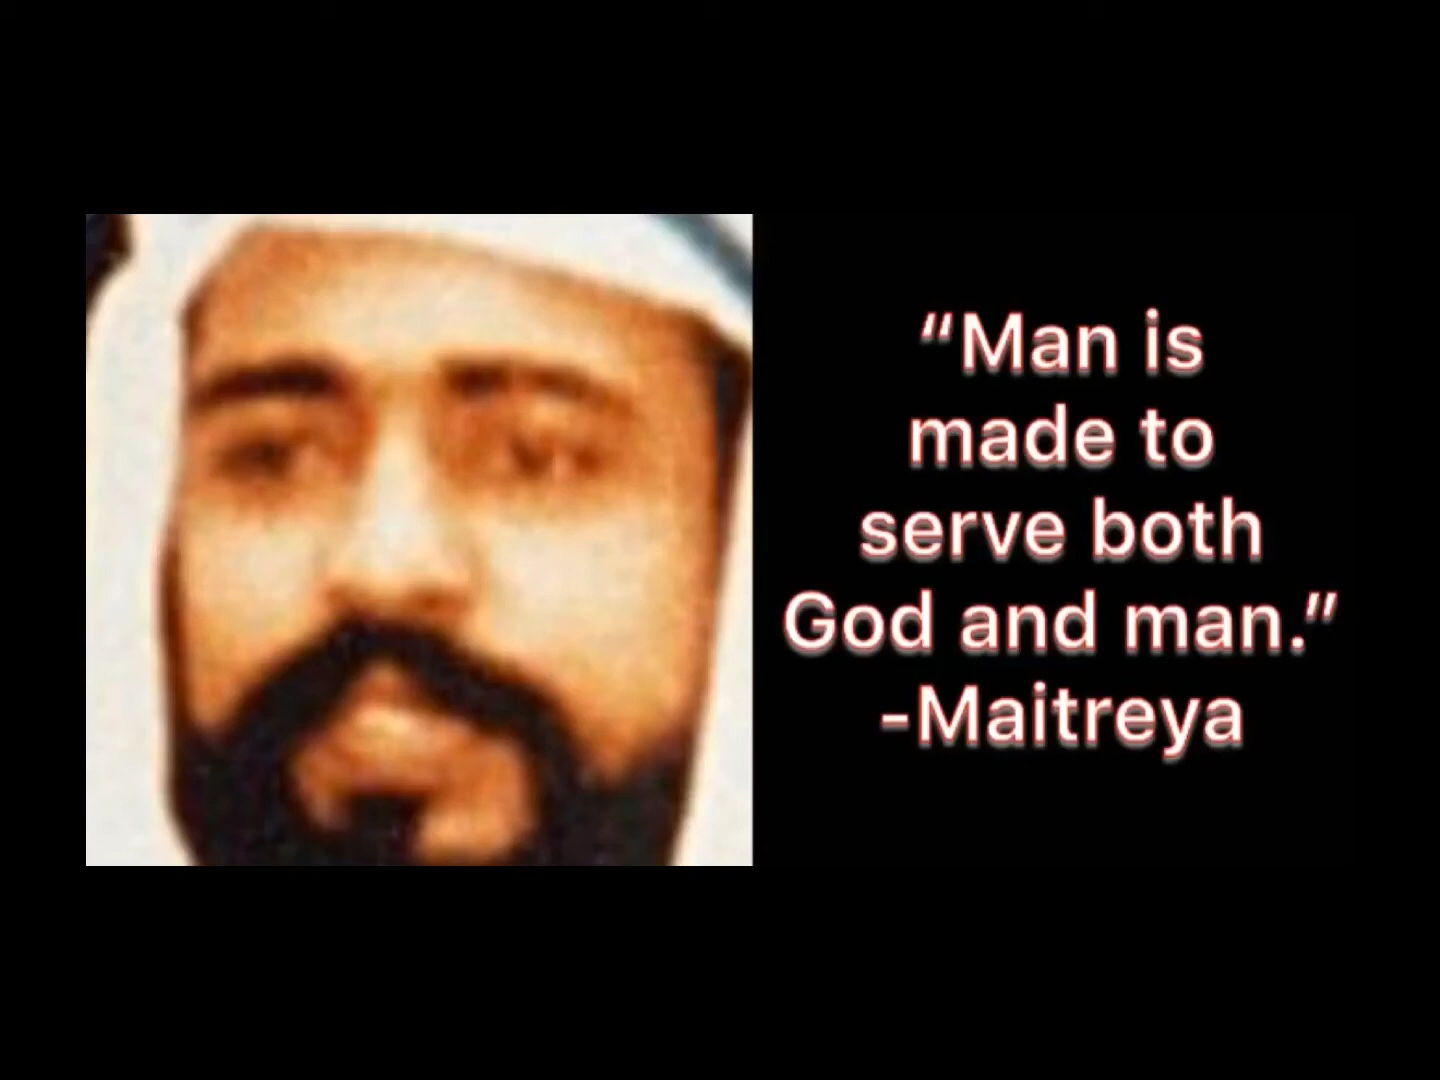 “Man is
made to
serve both
God and man.”
-Maitreya